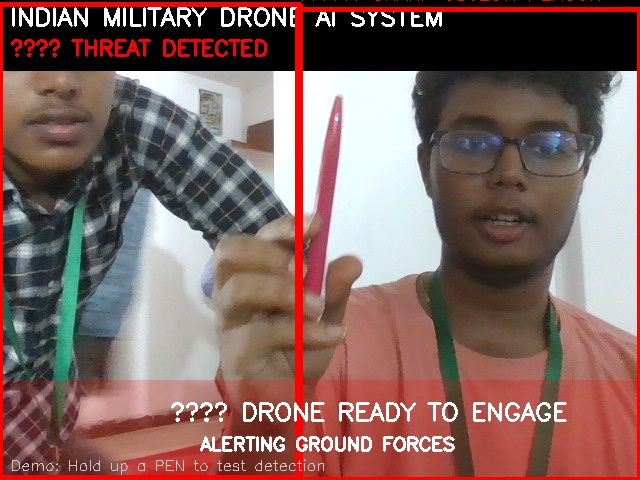 INDIAN MILITARY DRONE AI SYSTEM
???? THREAT DETECTED
???? DRONE READY TO ENGAGE
ALERTING GROUND FORCES
Demo: Hold up a PEN to test detection